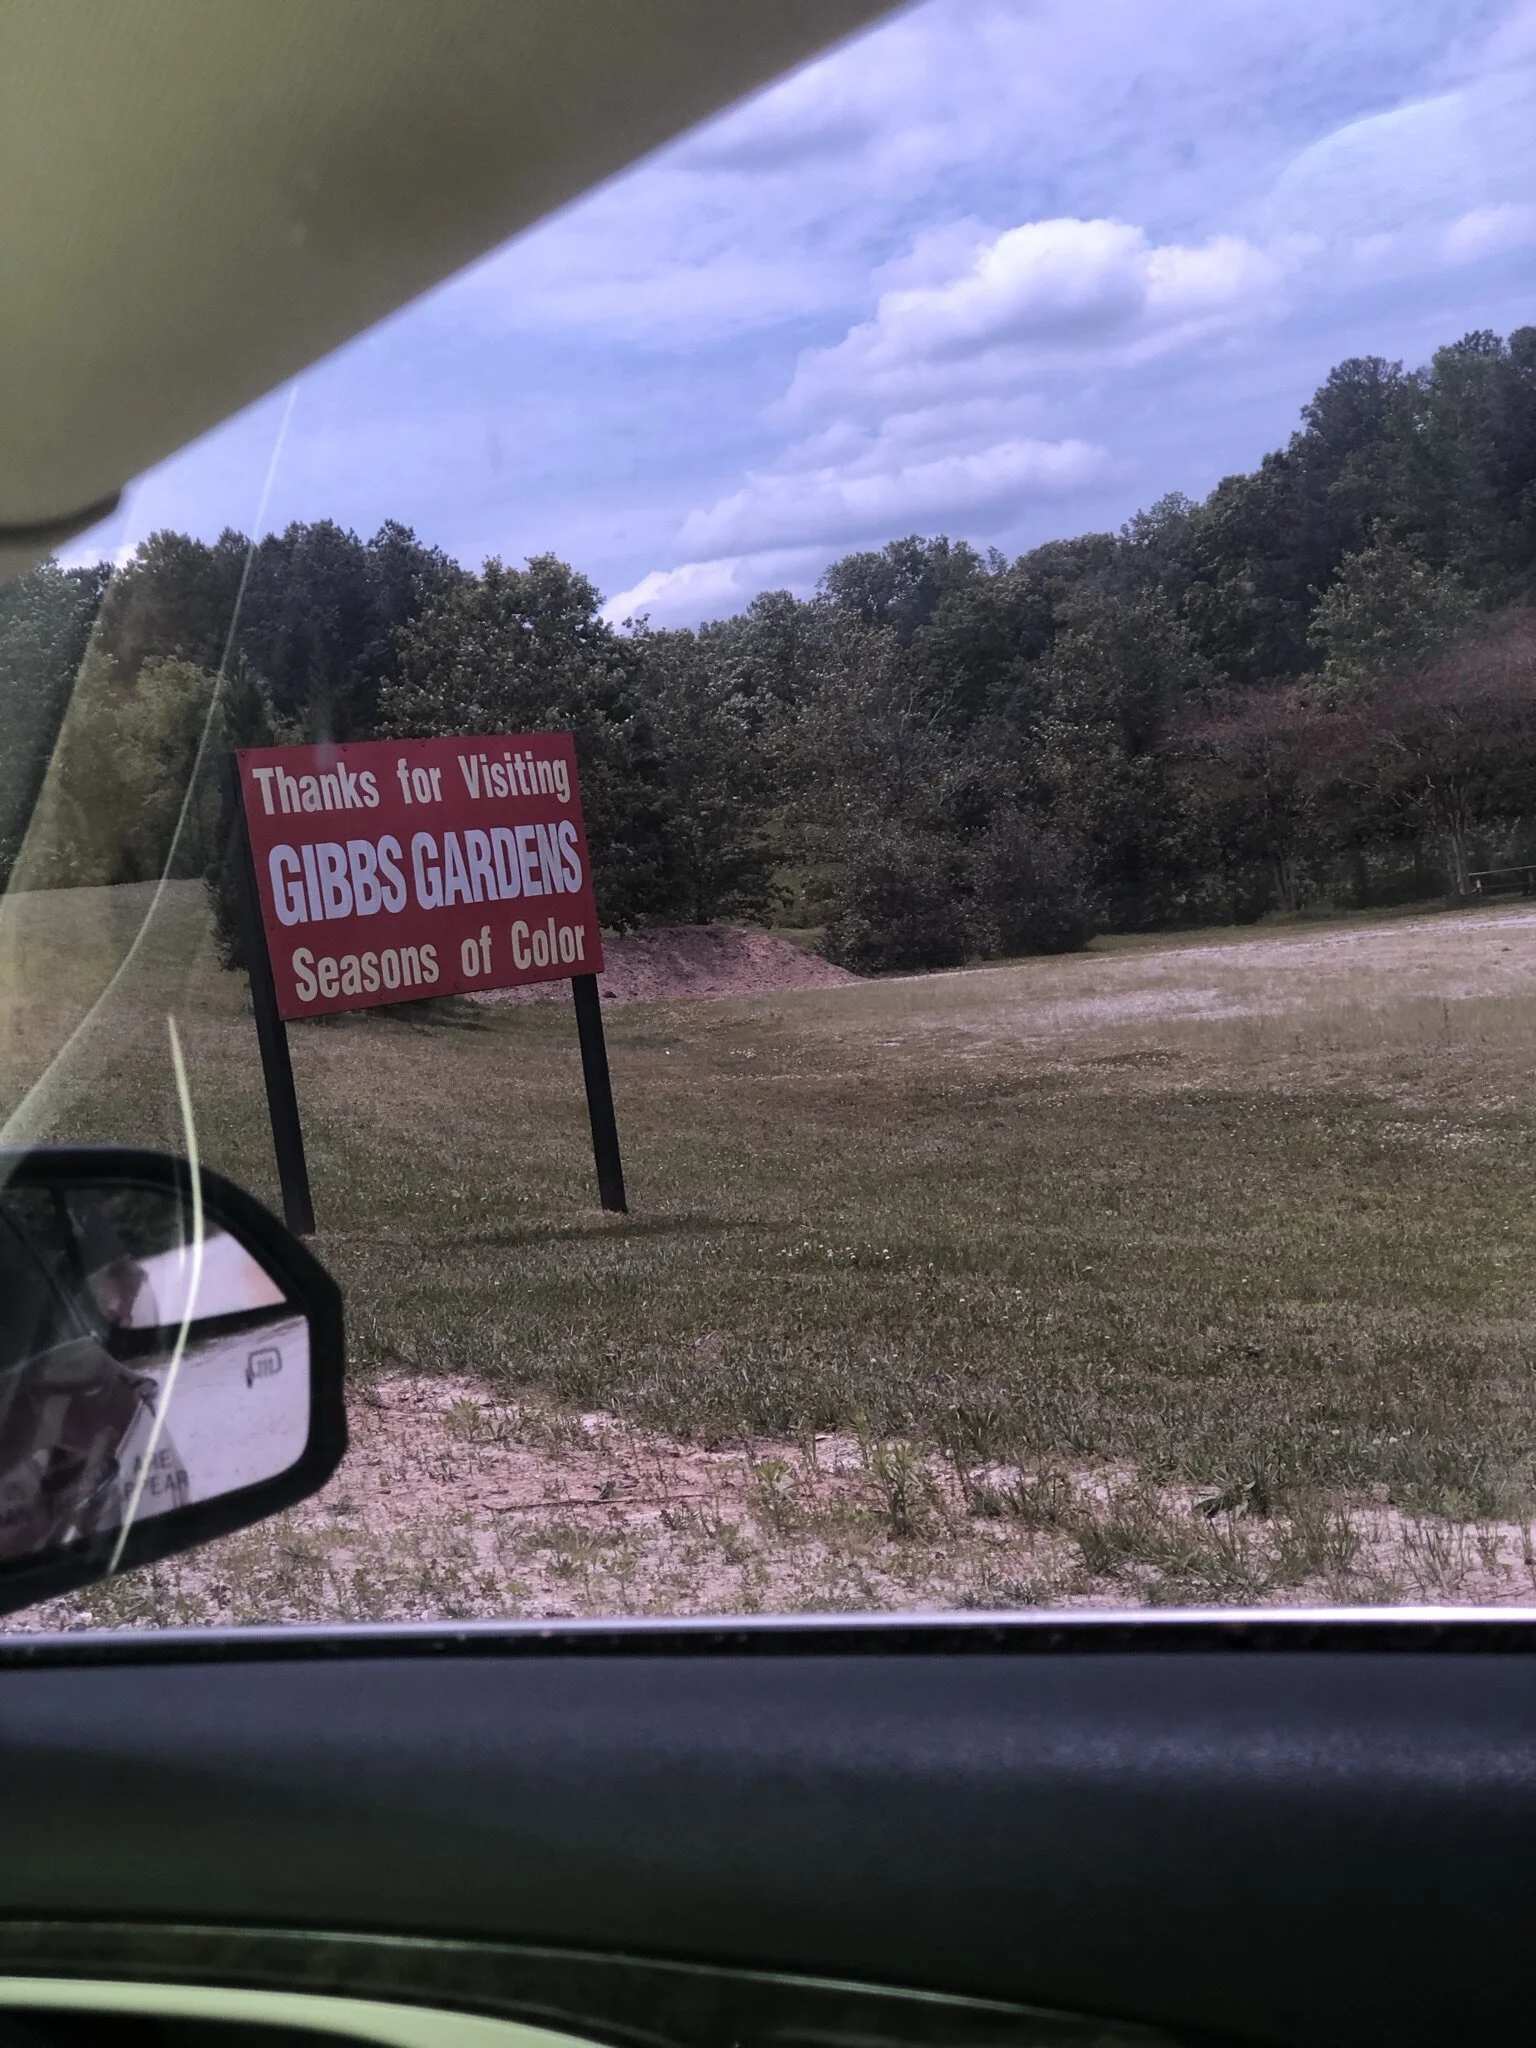 Thanks for Visiting
GIBBS GARDENS
Seasons of Color